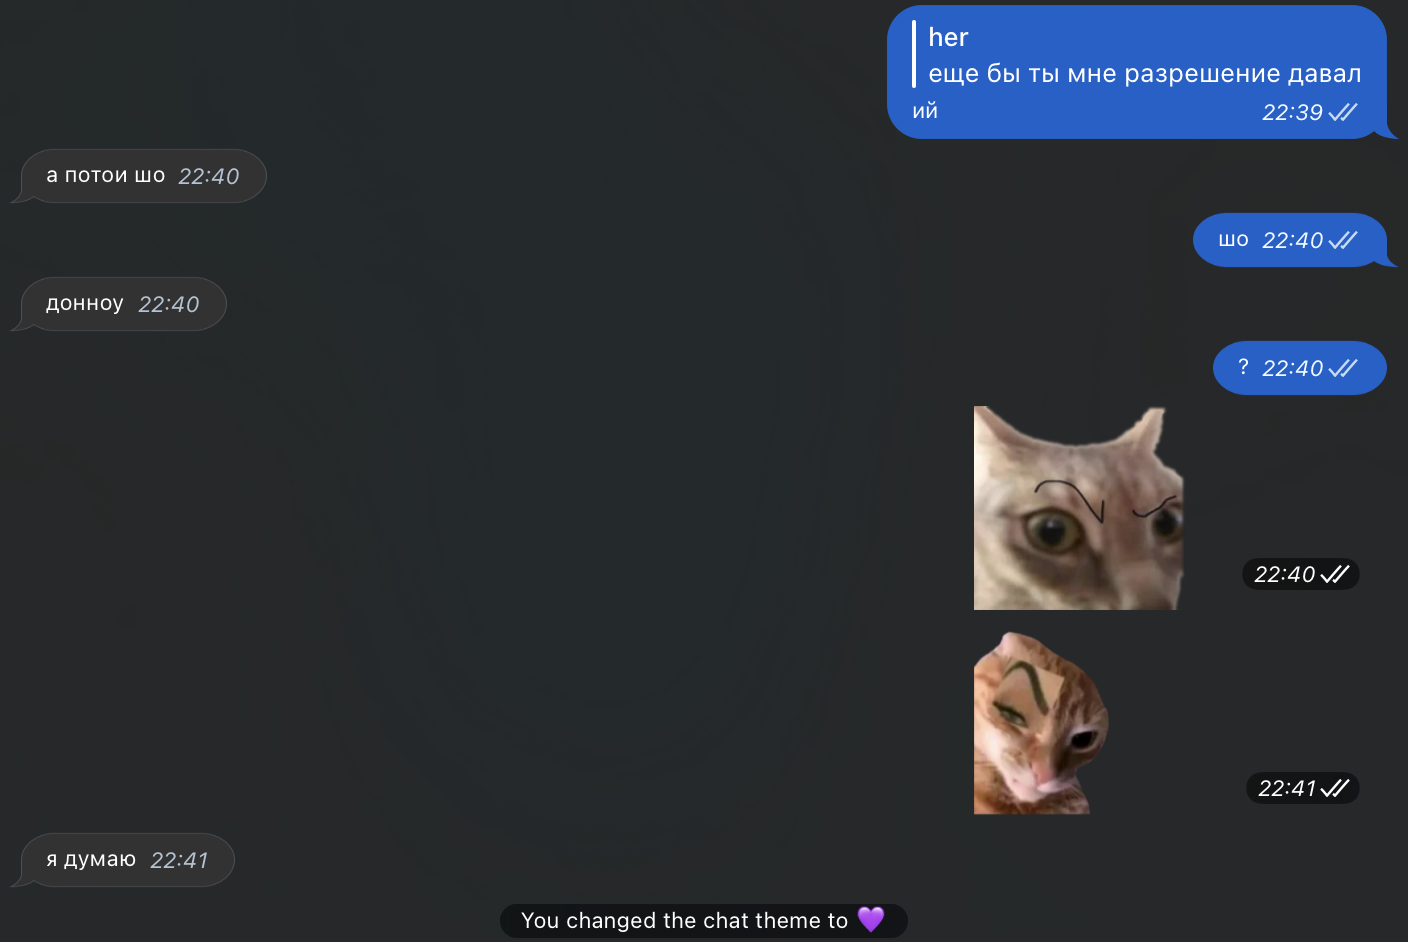 her
еще бы ты мне разрешение давал
ий 22:39
а потои шо 22:40
шо 22:40
донноу 22:40
? 22:40
22:40
22:41
я думаю 22:41
You changed the chat theme to 💜